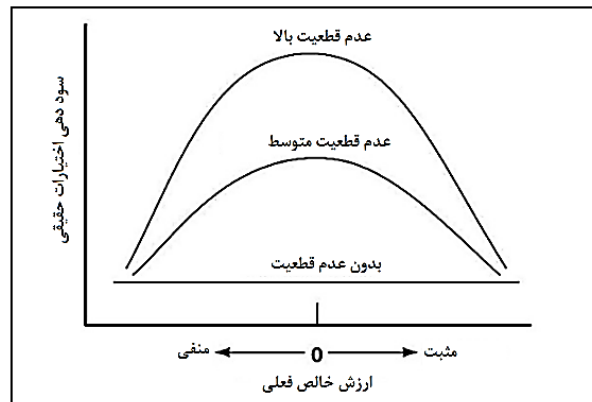 عدم قطعیت بالا
سود دهی اختیارات حقیقی
عدم قطعیت متوسط
بدون عدم قطعیت
منفی 0 مثبت
ارزش خالص فعلی